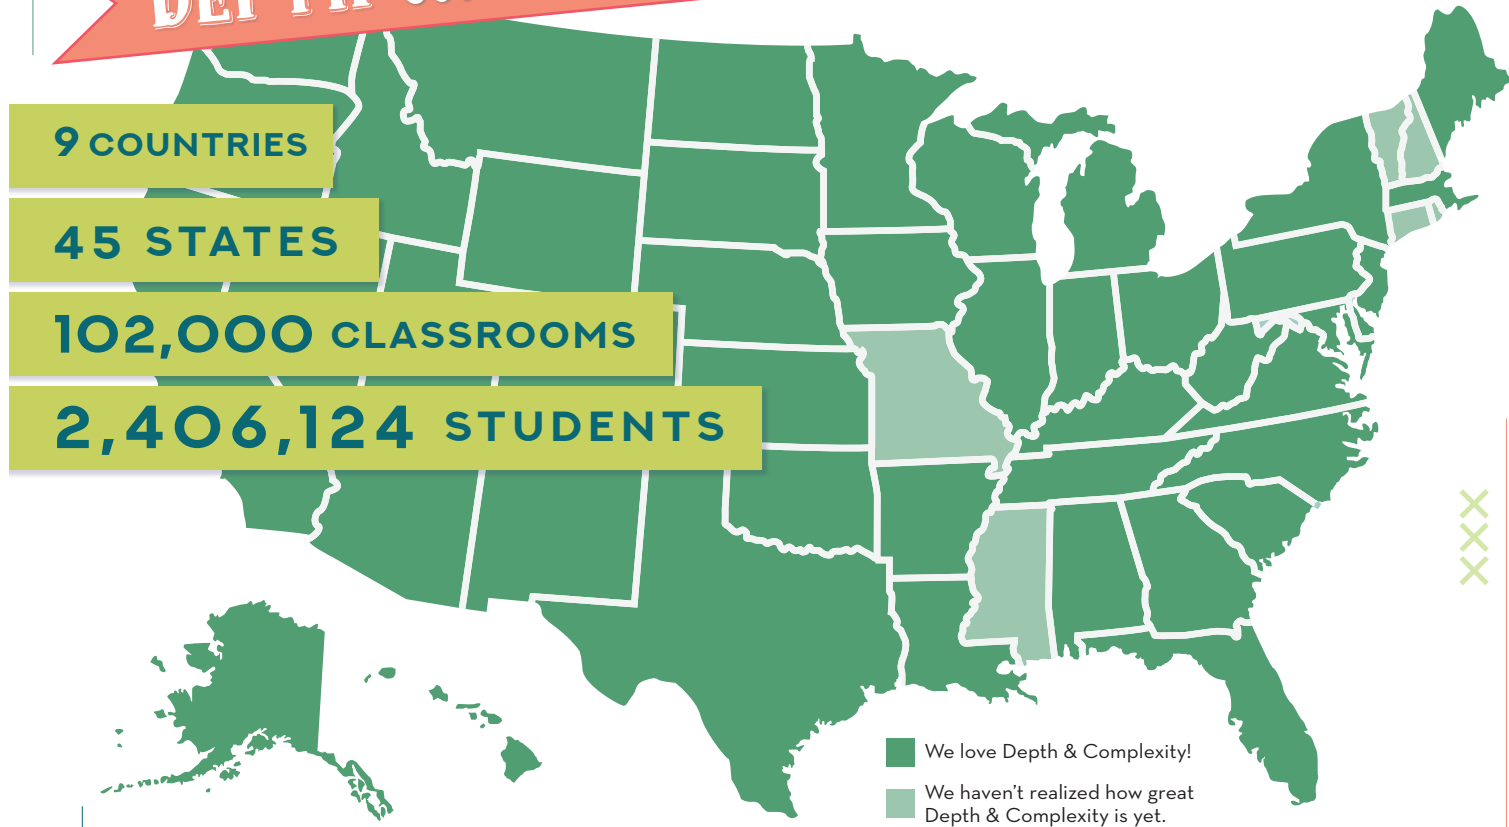 9 COUNTRIES
45 STATES
102,000 CLASSROOMS
2,406,124 STUDENTS
We love Depth & Complexity!
We haven't realized how great
Depth & Complexity is yet.